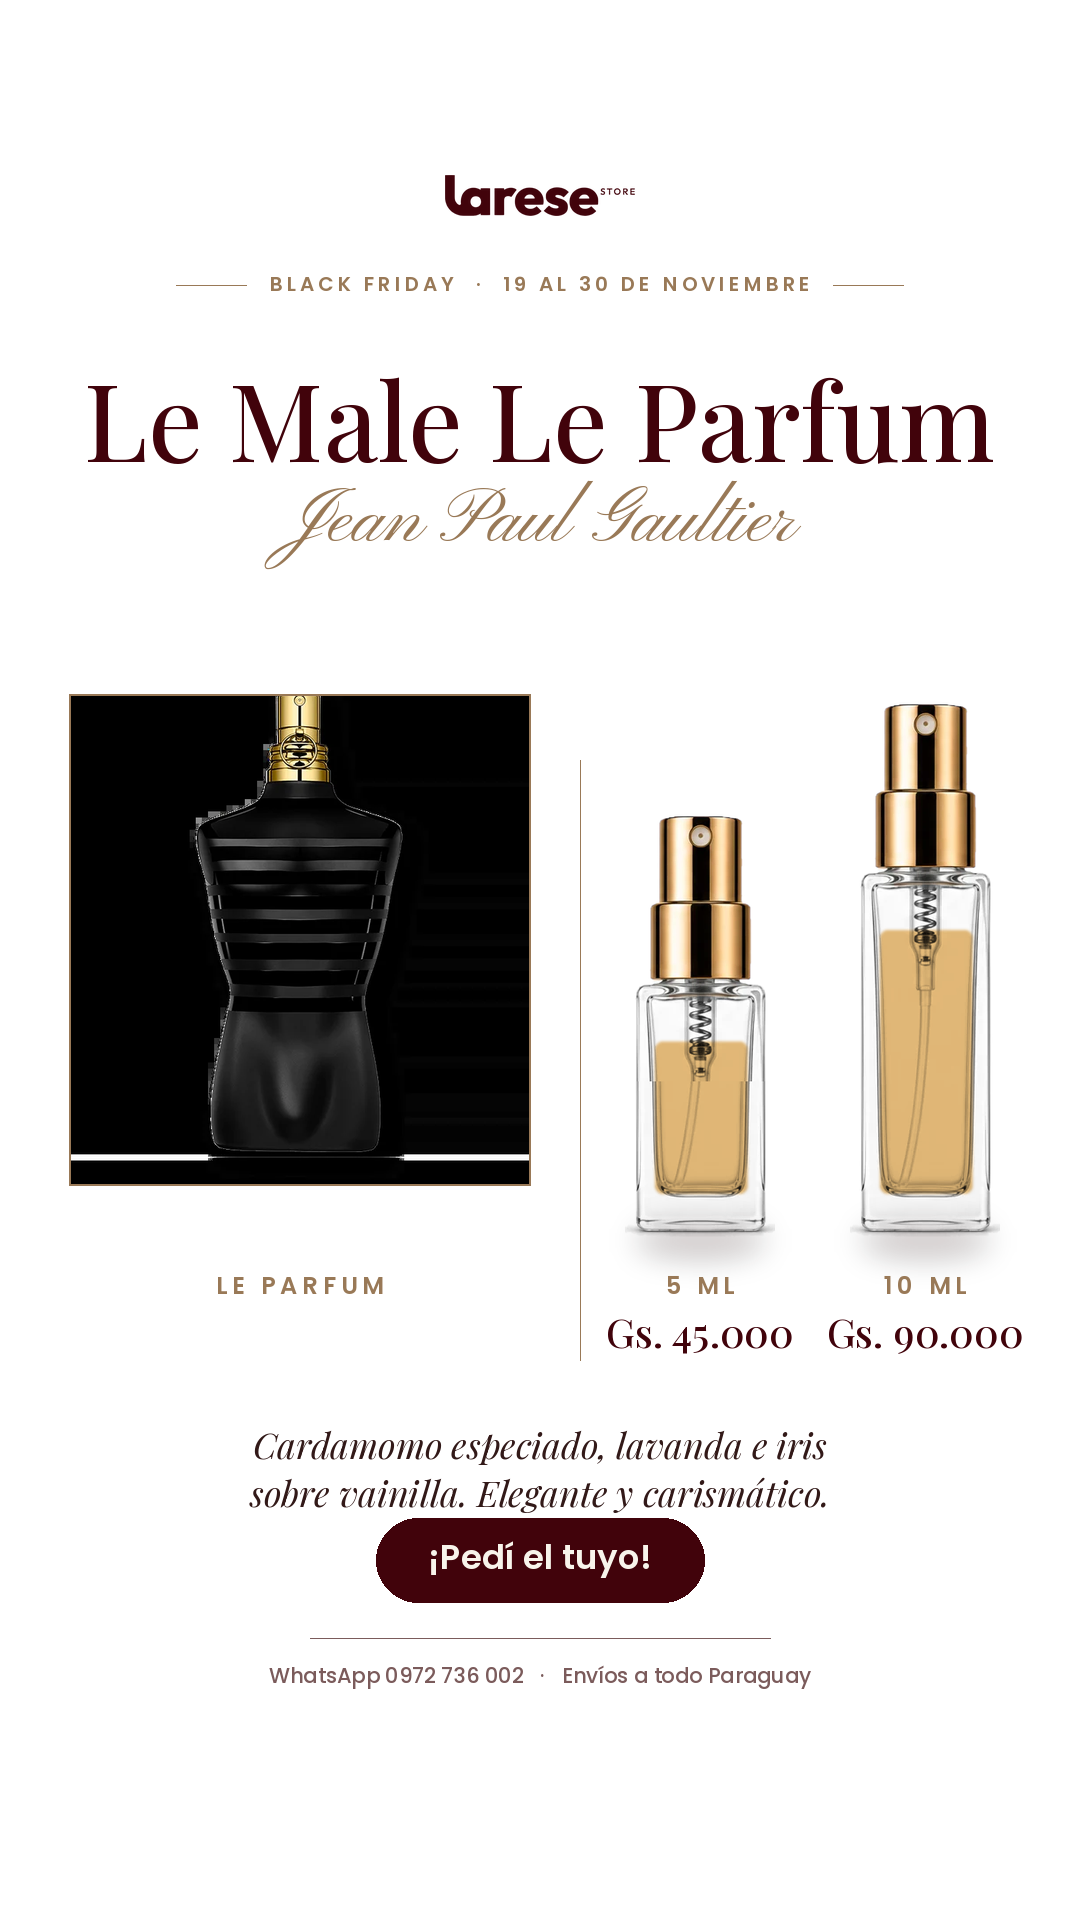 Larese STORE
BLACK FRIDAY · 19 AL 30 DE NOVIEMBRE
Le Male Le Parfum
Jean Paul Gaultier
LE PARFUM
5 ML
Gs. 45.000
10 ML
Gs. 90.000
Cardamomo especiado, lavanda e iris
sobre vainilla. Elegante y carismático.
¡Pedí el tuyo!
WhatsApp 0972 736 002 · Envíos a todo Paraguay